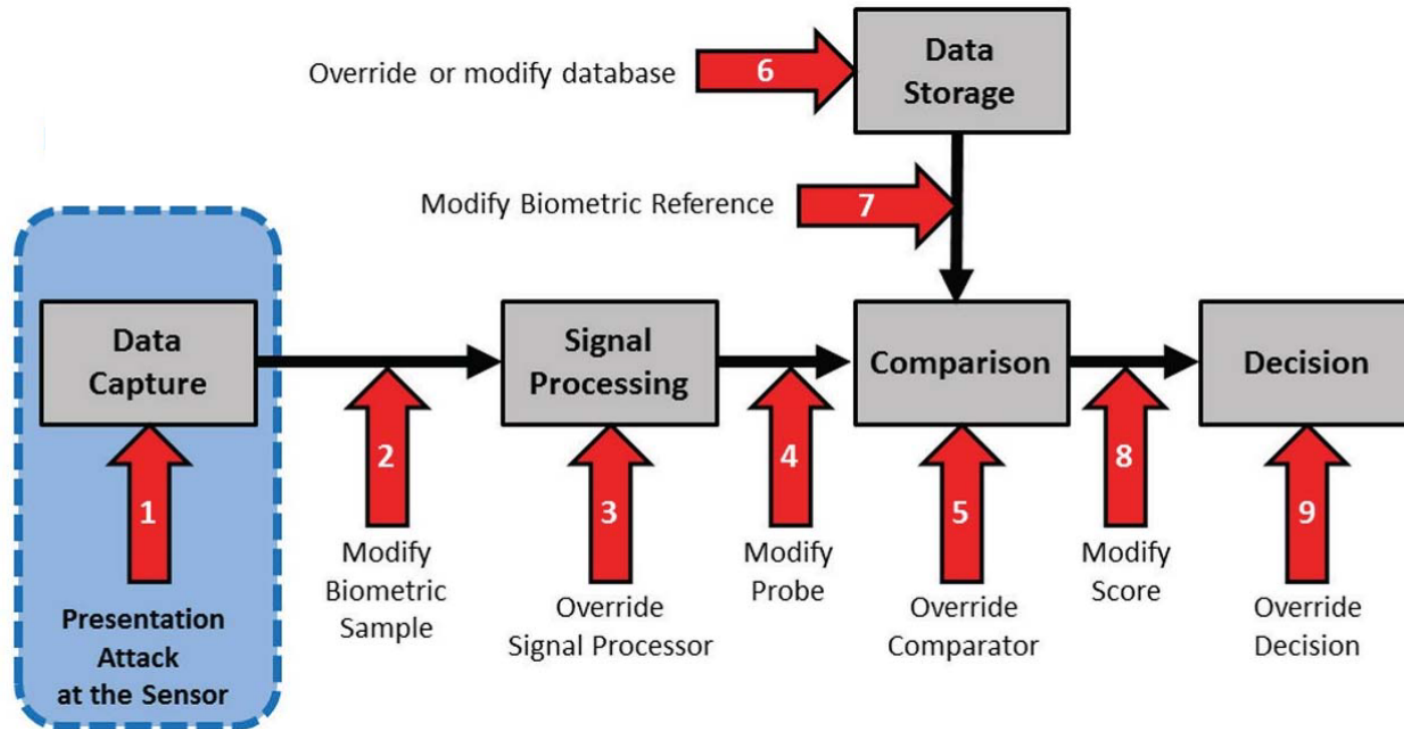 Override or modify database
6
Data
Storage
Modify Biometric Reference
7
Data
Capture
Signal
Processing
Comparison
Decision
1
2
3
4
5
8
9
Presentation
Attack
at the Sensor
Modify
Biometric
Sample
Override
Signal Processor
Modify
Probe
Override
Comparator
Modify
Score
Override
Decision